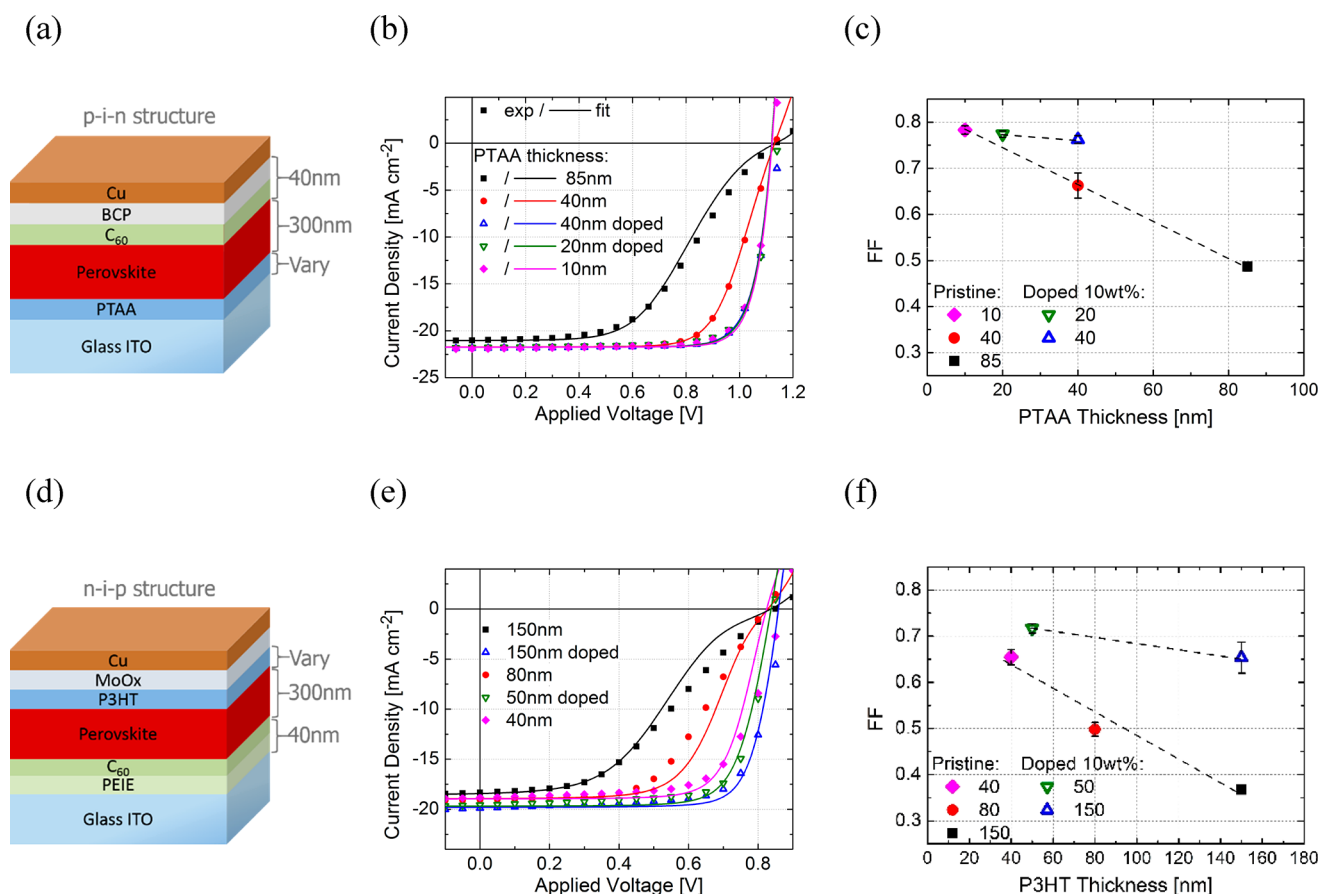 (a)
p-i-n structure
Cu
BCP
C₆₀
Perovskite
PTAA
Glass ITO
40nm
300nm
Vary
(b)
exp / fit
PTAA thickness:
/ 85nm
/ 40nm
/ 40nm doped
/ 20nm doped
/ 10nm
0
-5
-10
-15
-20
-25
Current Density [mA cm⁻²]
0.0 0.2 0.4 0.6 0.8 1.0 1.2
Applied Voltage [V]
(c)
0.8
0.7
0.6
0.5
0.4
0.3
FF
Pristine: Doped 10wt%:
10 20
40 40
85
0 20 40 60 80 100
PTAA Thickness [nm]
(d)
n-i-p structure
Cu
MoOx
P3HT
Perovskite
C₆₀
PEIE
Glass ITO
Vary
300nm
40nm
(e)
150nm
150nm doped
80nm
50nm doped
40nm
0
-5
-10
-15
-20
Current Density [mA cm⁻²]
0.0 0.2 0.4 0.6 0.8
Applied Voltage [V]
(f)
0.8
0.7
0.6
0.5
0.4
0.3
FF
Pristine: Doped 10wt%:
40 50
80 150
150
0 20 40 60 80 100 120 140 160 180
P3HT Thickness [nm]